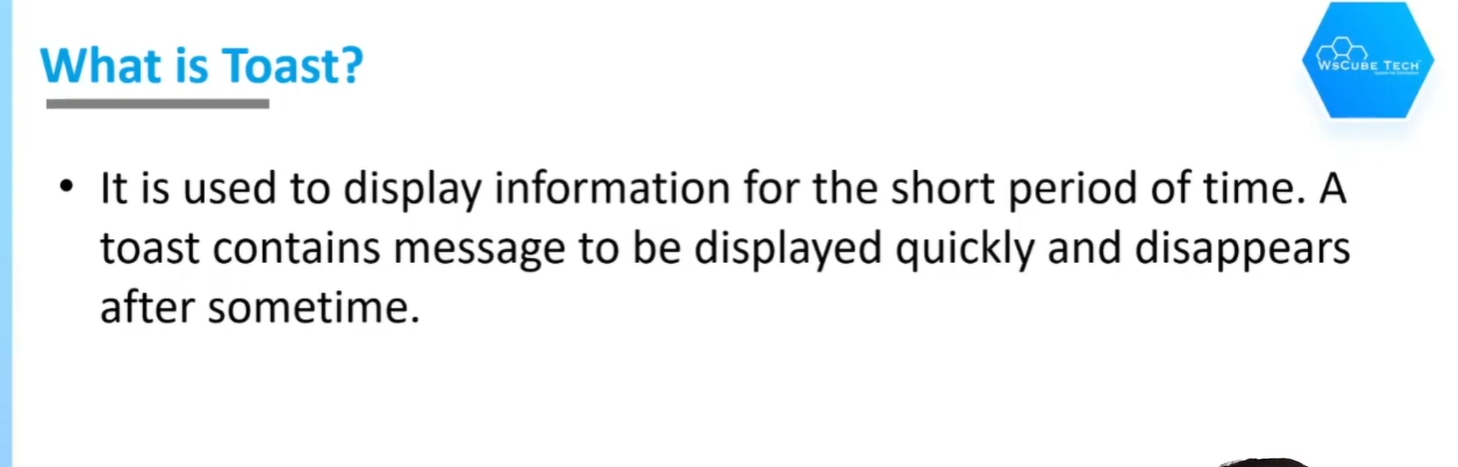 What is Toast?
WsCube Tech
• It is used to display information for the short period of time. A
toast contains message to be displayed quickly and disappears
after sometime.